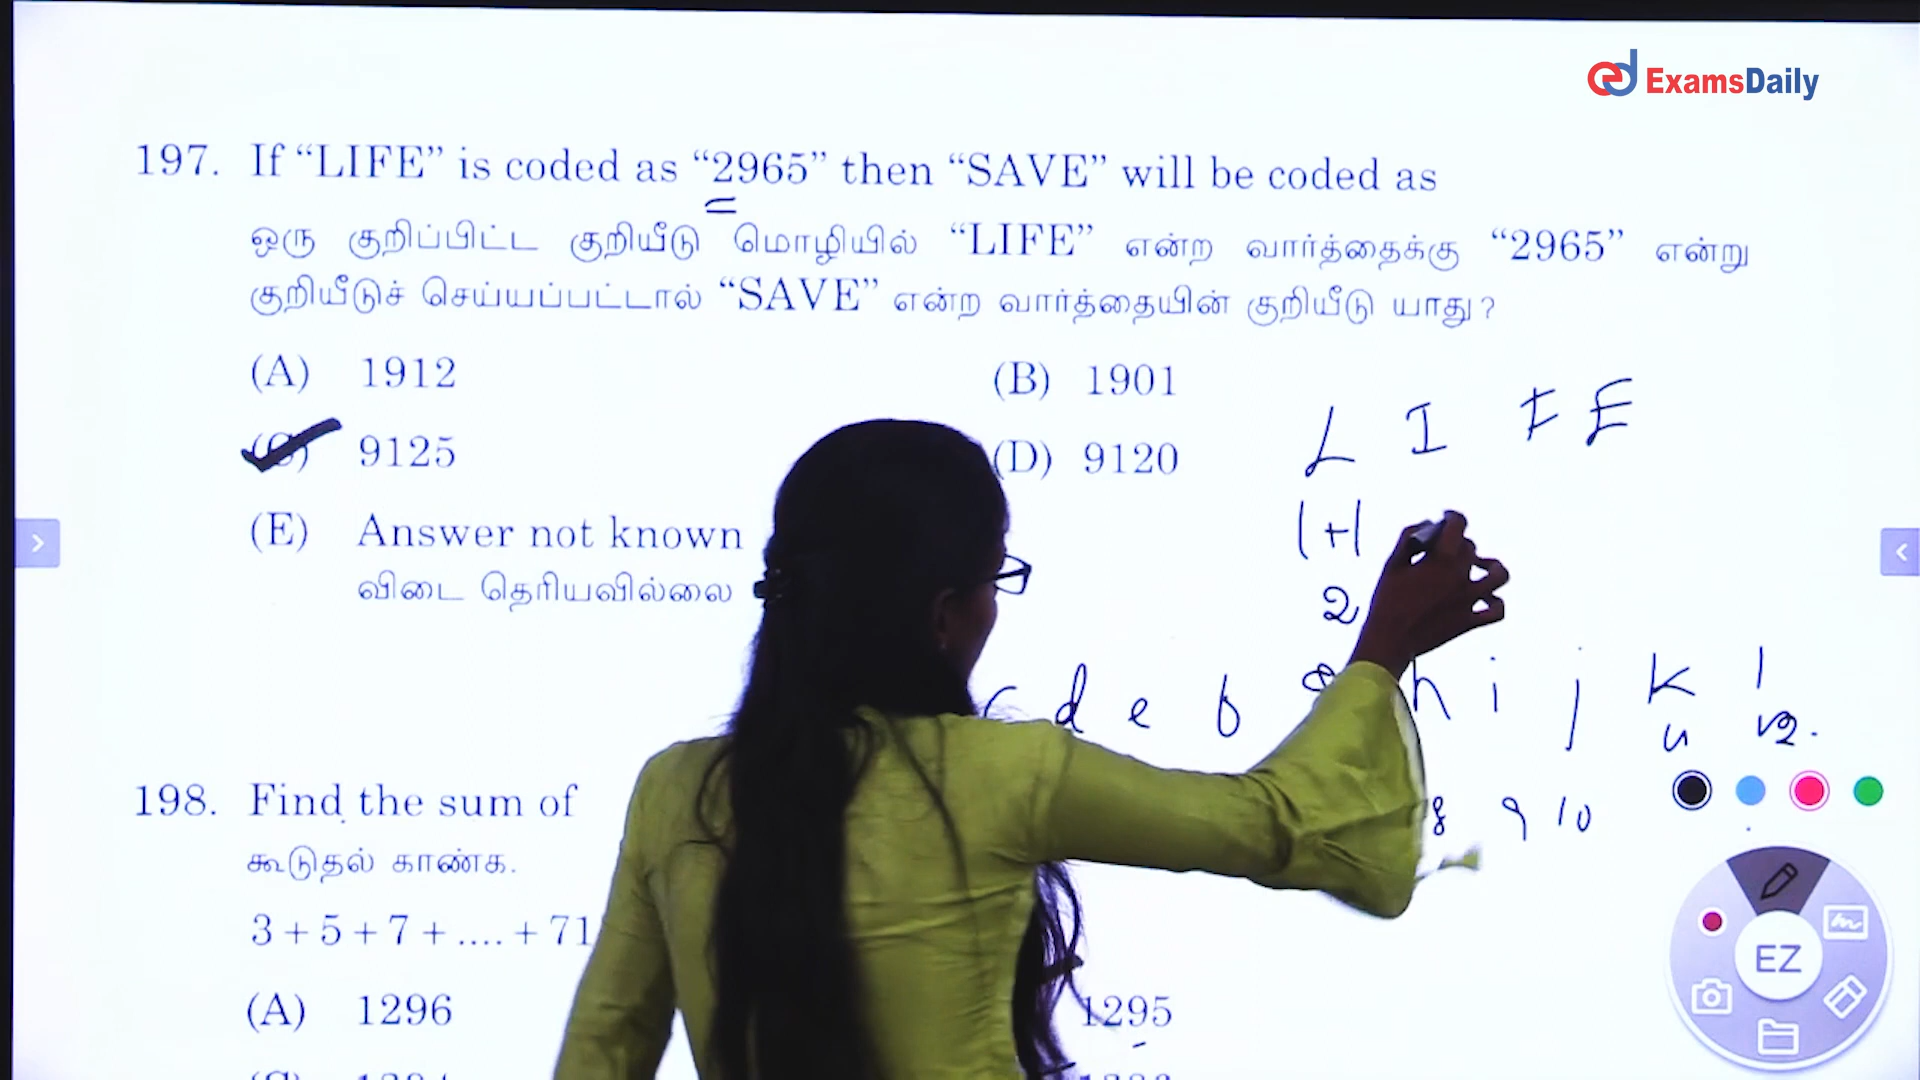 ExamsDaily
197. If “LIFE” is coded as “2965” then “SAVE” will be coded as
ஒரு குறிப்பிட்ட குறியீடு மொழியில் “LIFE” என்ற வார்த்தைக்கு “2965” என்று
குறியீடுச் செய்யப்பட்டால் “SAVE” என்ற வார்த்தையின் குறியீடு யாது?
(A) 1912 (B) 1901
L I F E
(C) 9125 (D) 9120
1+1
(E) Answer not known
விடை தெரியவில்லை
2
c d e f g h i j k l
11 12.
8 9 10
198. Find the sum of
கூடுதல் காண்க.
3 + 5 + 7 + .... + 71
EZ
(A) 1296 1295